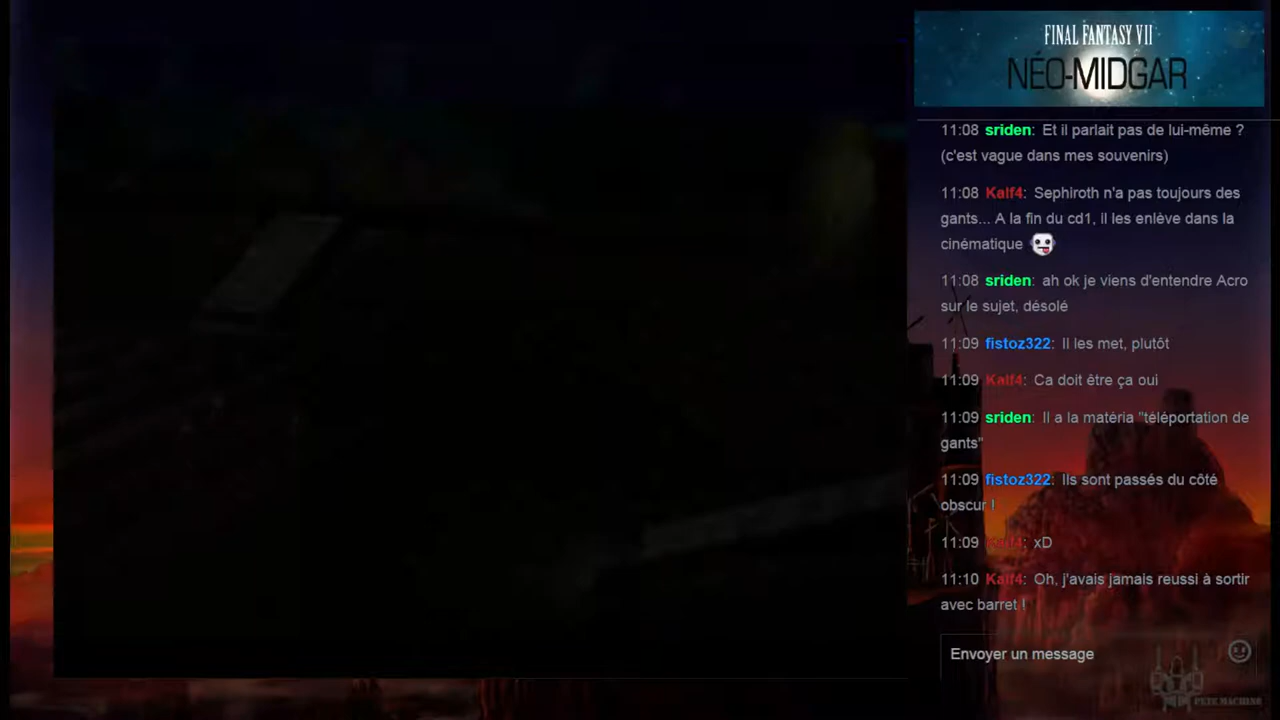 FINAL FANTASY VII
NÉO-MIDGAR
11:08 sriden: Et il parlait pas de lui-même ?
(c'est vague dans mes souvenirs)
11:08 Kalf4: Sephiroth n'a pas toujours des
gants... A la fin du cd1, il les enlève dans la
cinématique
11:08 sriden: ah ok je viens d'entendre Acro
sur le sujet, désolé
11:09 fistoz322: Il les met, plutôt
11:09 Kalf4: Ca doit être ça oui
11:09 sriden: Il a la matéria "téléportation de
gants"
11:09 fistoz322: Ils sont passés du côté
obscur !
11:09 Kalf4: xD
11:10 Kalf4: Oh, j'avais jamais reussi à sortir
avec barret !
Envoyer un message
PETE MACHINE